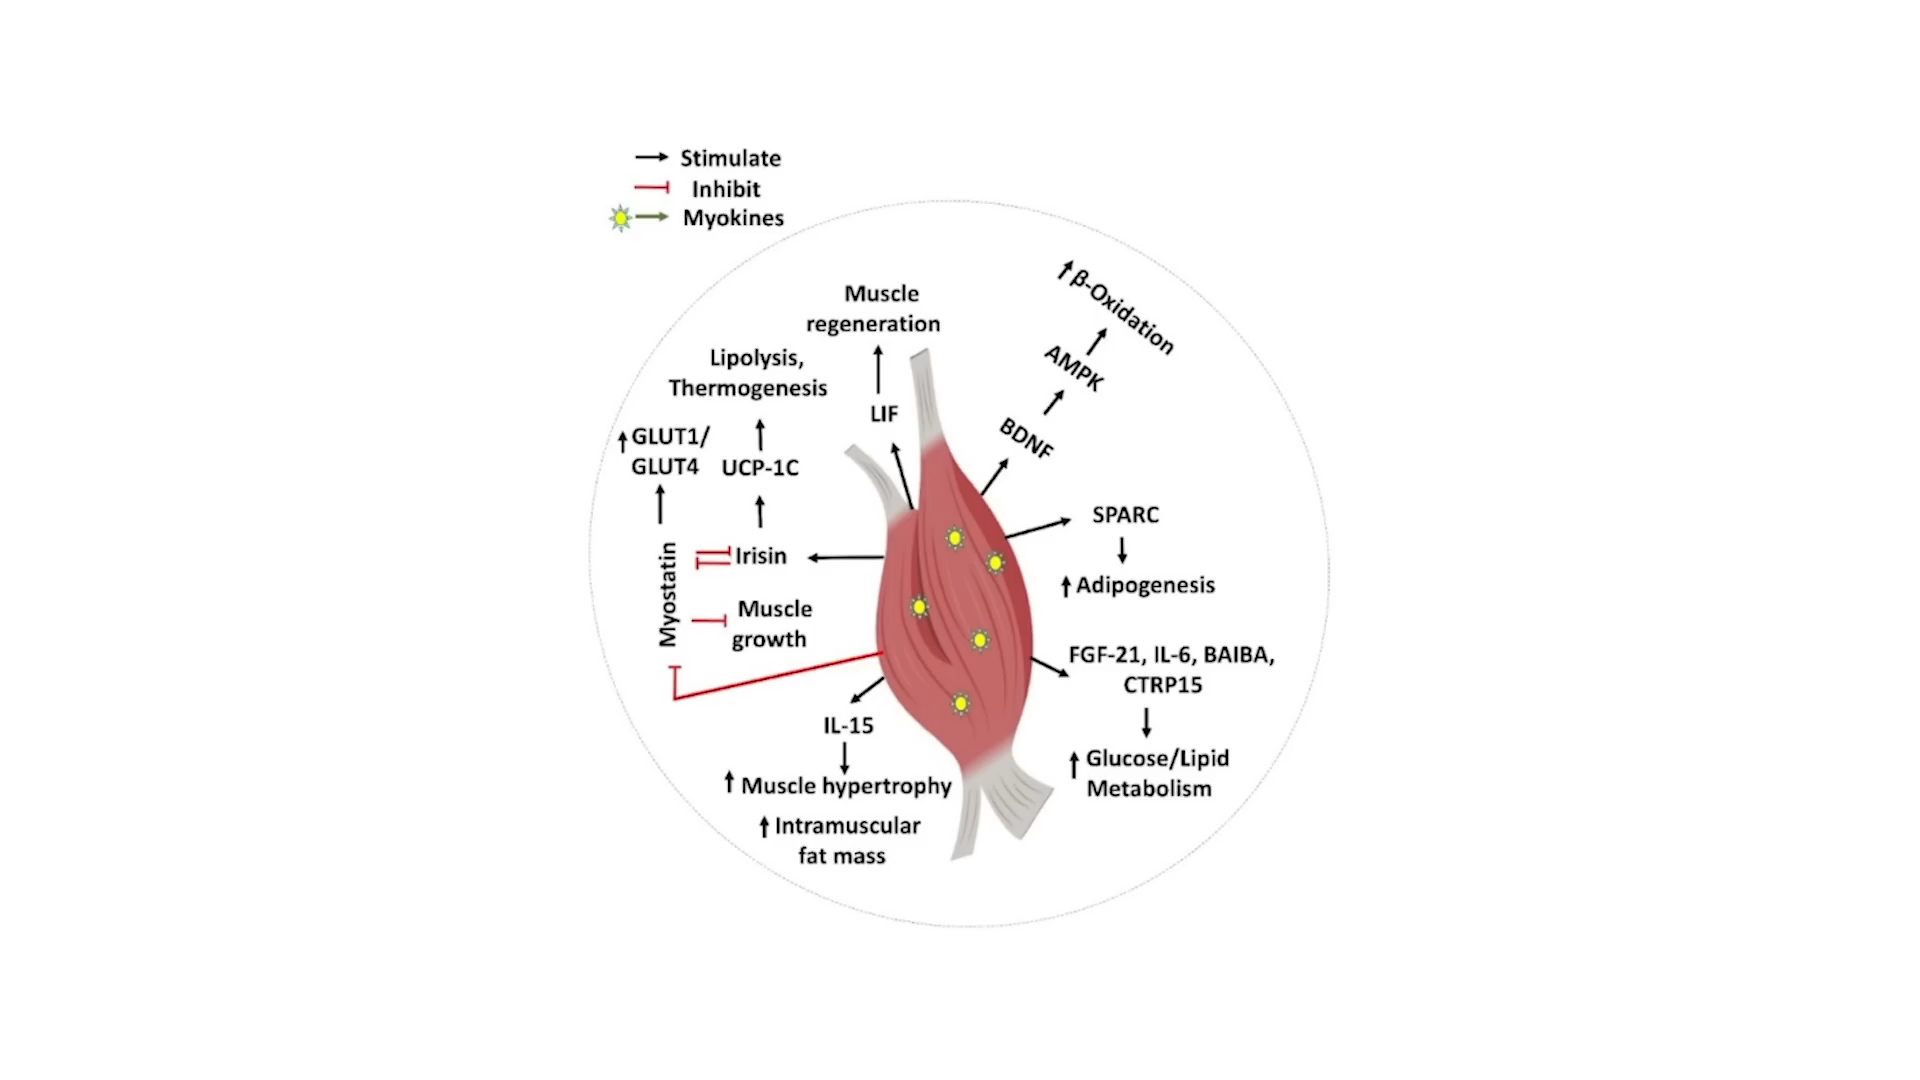 Stimulate
Inhibit
Myokines
Muscle
regeneration
LIF
Lipolysis,
Thermogenesis
UCP-1C
Irisin
↑ GLUT1/
GLUT4
Myostatin
Muscle
growth
IL-15
↑ Muscle hypertrophy
↑ Intramuscular
fat mass
↑ β-Oxidation
AMPK
BDNF
SPARC
↑ Adipogenesis
FGF-21, IL-6, BAIBA,
CTRP15
↑ Glucose/Lipid
Metabolism